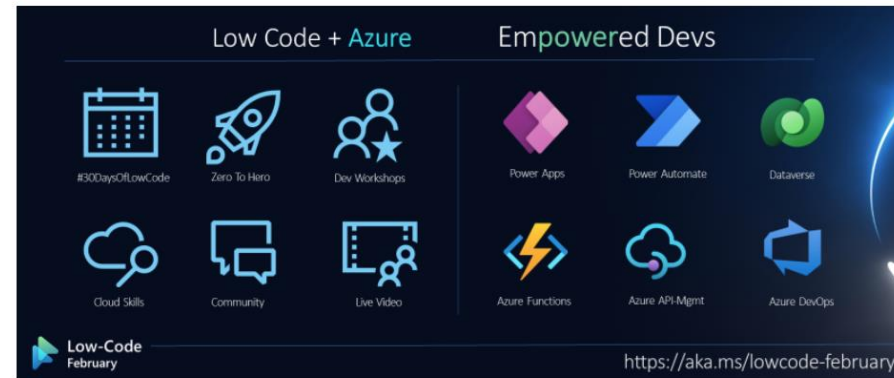 Low Code + Azure
Empowered Devs
#30DaysOfLowCode
Zero To Hero
Dev Workshops
Power Apps
Power Automate
Dataverse
Cloud Skills
Community
Live Video
Azure Functions
Azure API-Mgmt
Azure DevOps
Low-Code
February
https://aka.ms/lowcode-february